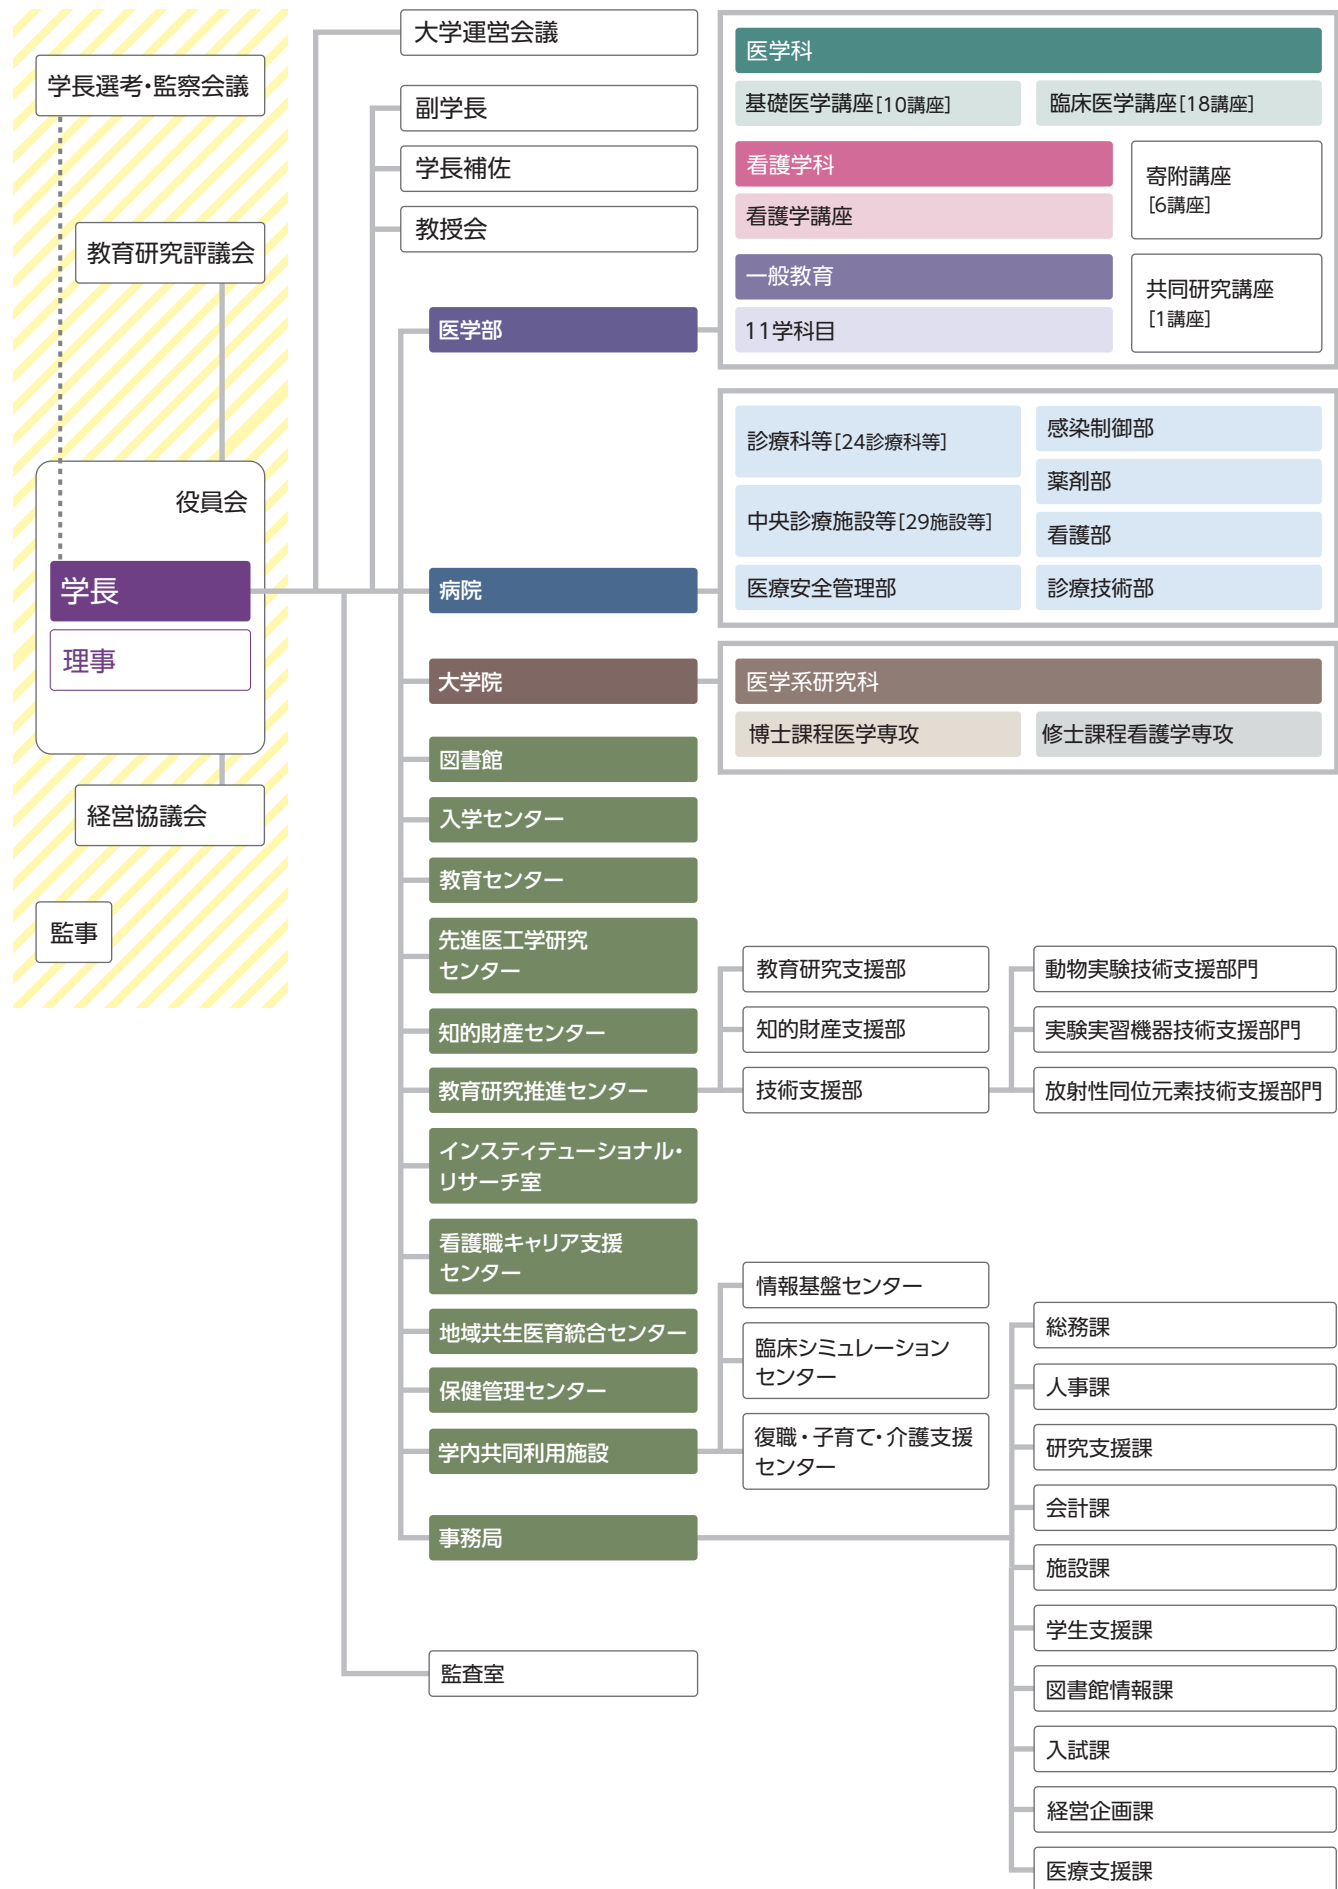 学長選考・監察会議
教育研究評議会
役員会
学長
理事
経営協議会
監事
大学運営会議
副学長
学長補佐
教授会
医学部
病院
大学院
図書館
入学センター
教育センター
先進医工学研究
センター
知的財産センター
教育研究推進センター
インスティテューショナル・
リサーチ室
看護職キャリア支援
センター
地域共生医育統合センター
保健管理センター
学内共同利用施設
事務局
監査室
医学科
基礎医学講座[10講座]
臨床医学講座[18講座]
看護学科
看護学講座
寄附講座
[6講座]
一般教育
11学科目
共同研究講座
[1講座]
診療科等[24診療科等]
中央診療施設等[29施設等]
医療安全管理部
感染制御部
薬剤部
看護部
診療技術部
医学系研究科
博士課程医学専攻
修士課程看護学専攻
教育研究支援部
知的財産支援部
技術支援部
動物実験技術支援部門
実験実習機器技術支援部門
放射性同位元素技術支援部門
情報基盤センター
臨床シミュレーション
センター
復職・子育て・介護支援
センター
総務課
人事課
研究支援課
会計課
施設課
学生支援課
図書館情報課
入試課
経営企画課
医療支援課